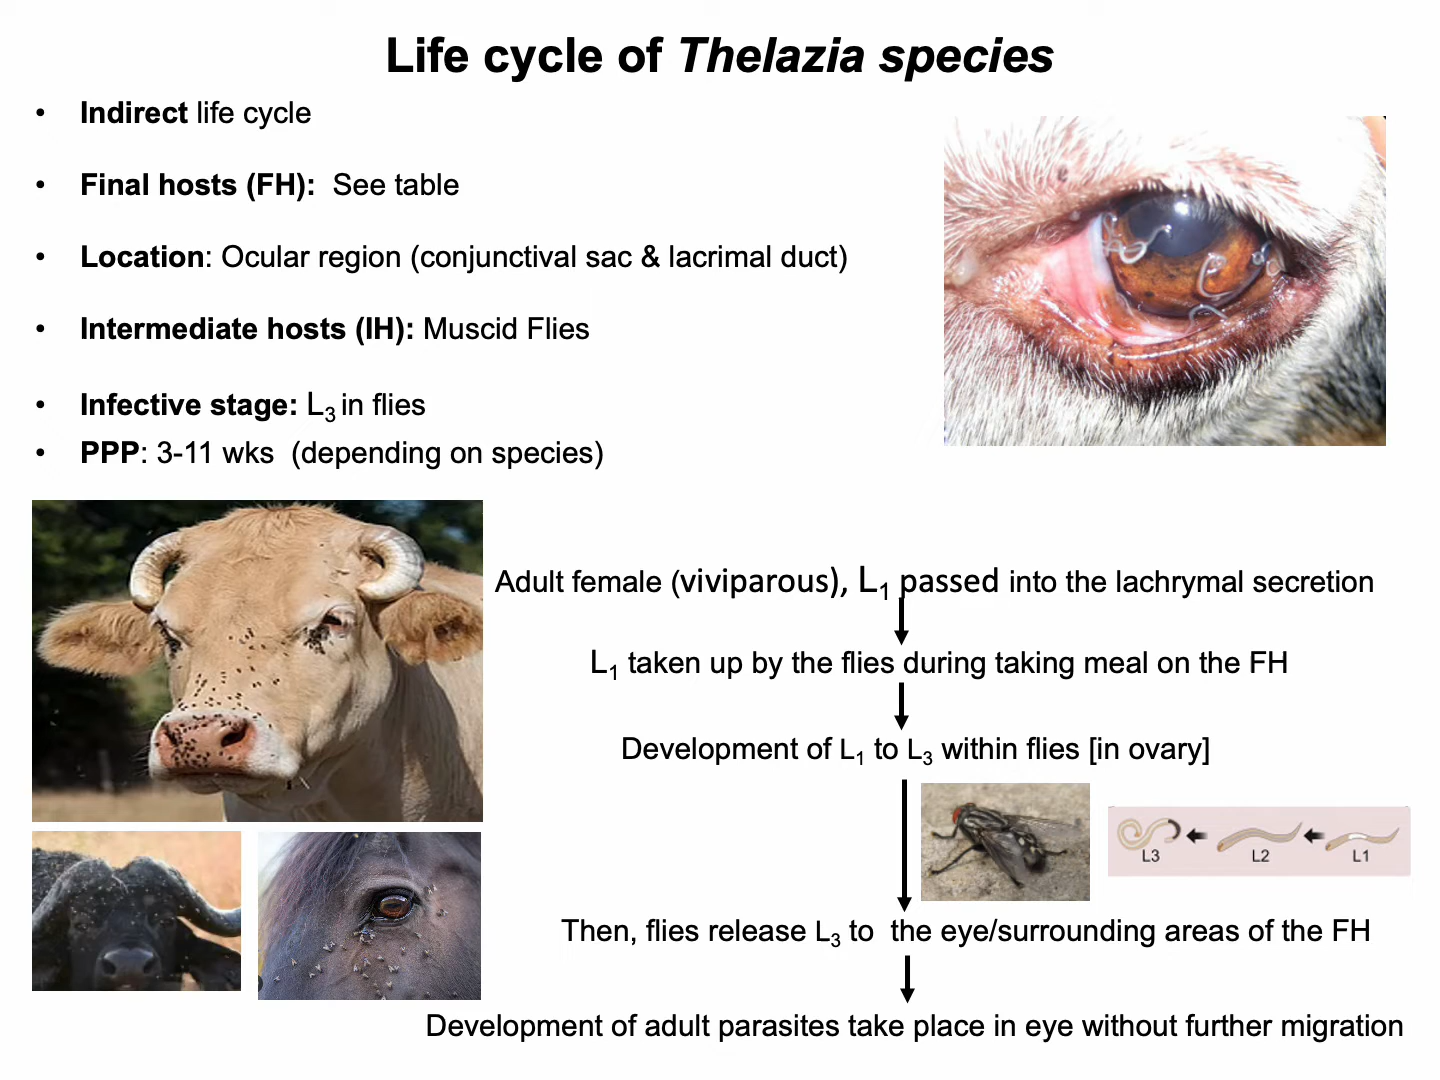 Life cycle of Thelazia species
• Indirect life cycle
• Final hosts (FH): See table
• Location: Ocular region (conjunctival sac & lacrimal duct)
• Intermediate hosts (IH): Muscid Flies
• Infective stage: L3 in flies
• PPP: 3-11 wks (depending on species)
Adult female (viviparous), L1 passed into the lachrymal secretion
L1 taken up by the flies during taking meal on the FH
Development of L1 to L3 within flies [in ovary]
L3 L2 L1
Then, flies release L3 to the eye/surrounding areas of the FH
Development of adult parasites take place in eye without further migration